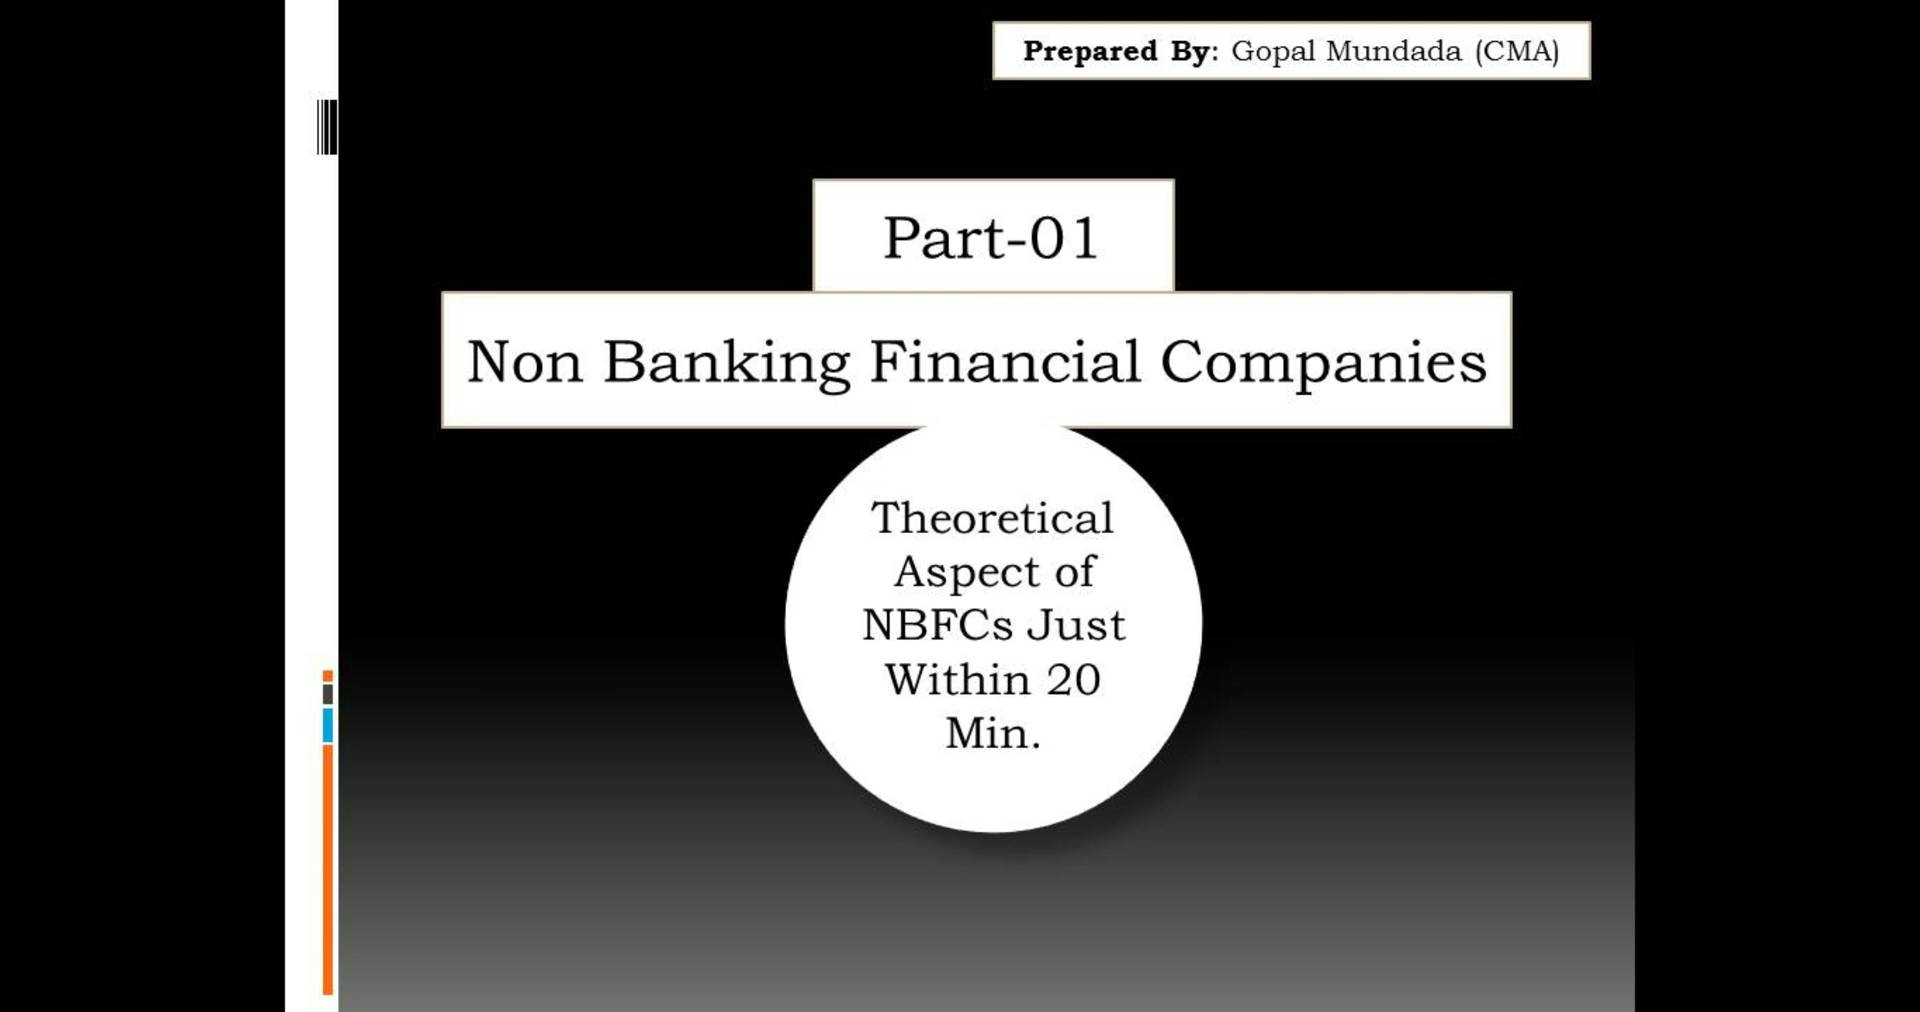 Prepared By: Gopal Mundada (CMA)
Part-01
Non Banking Financial Companies
Theoretical
Aspect of
NBFCs Just
Within 20
Min.